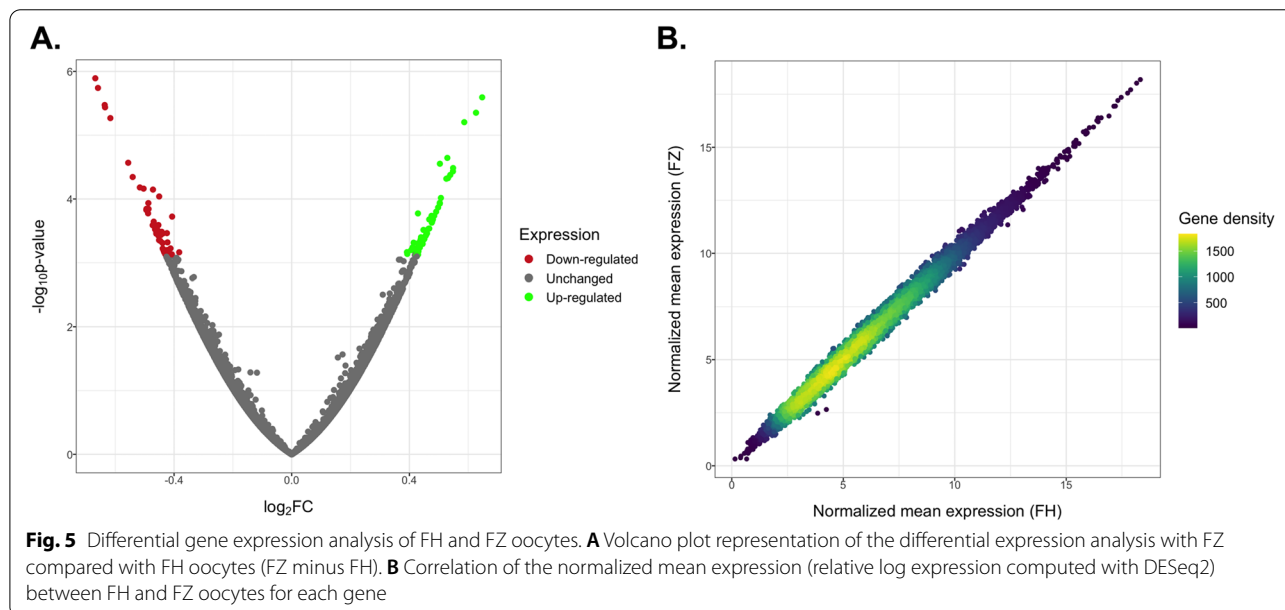 A.
6
4
2
0
-0.4
0.0
0.4
-log10p-value
log2FC
Expression
Down-regulated
Unchanged
Up-regulated
B.
15
10
5
0
0
5
10
15
Normalized mean expression (FZ)
Normalized mean expression (FH)
Gene density
1500
1000
500
Fig. 5 Differential gene expression analysis of FH and FZ oocytes. A Volcano plot representation of the differential expression analysis with FZ
compared with FH oocytes (FZ minus FH). B Correlation of the normalized mean expression (relative log expression computed with DESeq2)
between FH and FZ oocytes for each gene